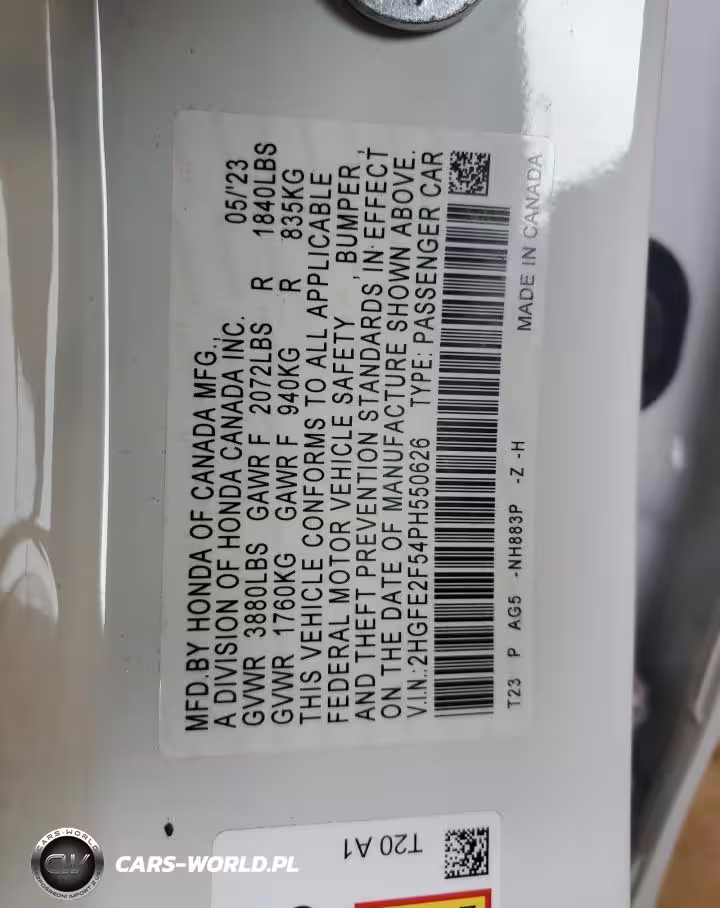 MFD.BY HONDA OF CANADA MFG., 05/'23
A DIVISION OF HONDA CANADA INC.
GVWR 3880LBS GAWR F 2072LBS R 1840LBS
GVWR 1760KG GAWR F 940KG R 835KG
THIS VEHICLE CONFORMS TO ALL APPLICABLE
FEDERAL MOTOR VEHICLE SAFETY , BUMPER ,
AND THEFT PREVENTION STANDARDS IN EFFECT
ON THE DATE OF MANUFACTURE SHOWN ABOVE.
V.I.N.:2HGFE2F54PH550626 TYPE: PASSENGER CAR
T23 P AG5 -NH883P -Z -H
MADE IN CANADA
T20 A1
CARS-WORLD
CW
CARS-WORLD.PL